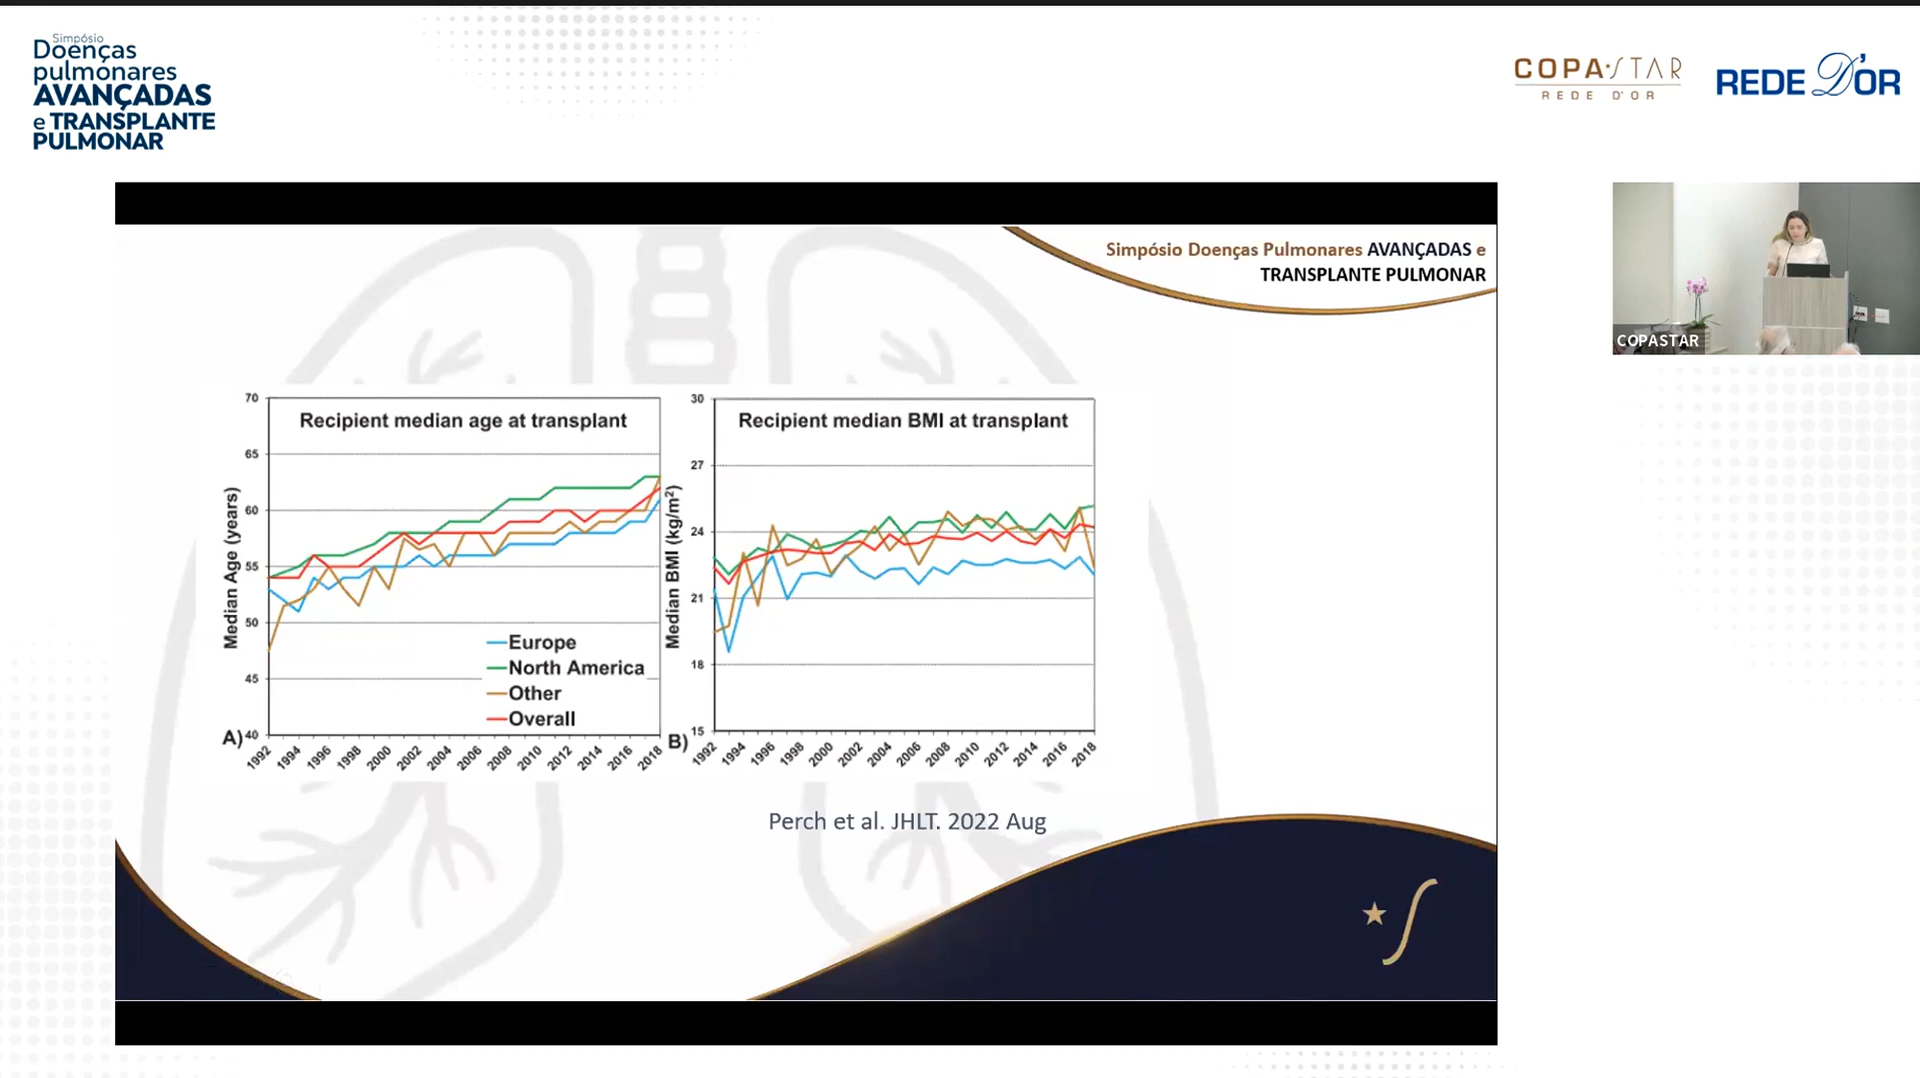 Simpósio
Doenças
pulmonares
AVANÇADAS
e TRANSPLANTE
PULMONAR
COPA STAR
REDE D'OR
REDE D'OR
Simpósio Doenças Pulmonares AVANÇADAS e
TRANSPLANTE PULMONAR
COPASTAR
Recipient median age at transplant
Median Age (years)
70
65
60
55
50
45
40
Europe
North America
Other
Overall
A)
1992
1994
1996
1998
2000
2002
2004
2006
2008
2010
2012
2014
2016
2018
Recipient median BMI at transplant
Median BMI (kg/m²)
30
27
24
21
18
15
B)
1992
1994
1996
1998
2000
2002
2004
2006
2008
2010
2012
2014
2016
2018
Perch et al. JHLT. 2022 Aug